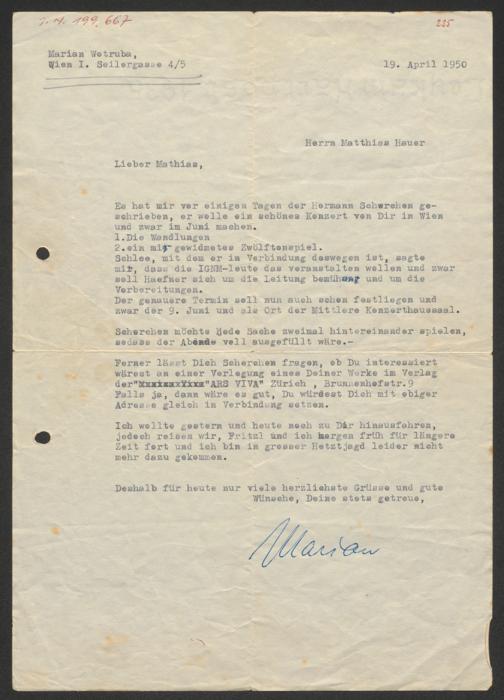 J.N. 199,667
225
Marian Wotruba,
Wien I. Seilergasse 4/5
19. April 1950
Herrn Matthias Hauer
Lieber Mathias,
Es hat mir vor einigen Tagen der Hermann Scherchen ge-
schrieben, er wolle ein schönes Konzert von Dir in Wien
und zwar im Juni machen.
1.Die Wandlungen
2.ein mir gewidmetes Zwölftenspiel.
Schlee, mit dem er in Verbindung deswegen ist, sagte
mir, dass die IGNM-leute das veranstalten wollen und zwar
soll Haefner sich um die Leitung bemühung und um die
Vorbereitungen.
Der genauere Termin soll nun auch schon festliegen und
zwar der 9. Juni und als Ort der Mittlere Konzerthaussaal.
Scherchen möchte jede Sache zweimal hintereinander spielen,
sodass der Abende voll ausgefüllt wäre.-
Ferner lässt Dich Scherchen fragen, ob Du interessiert
wärest an einer Verlegung eines Deiner Werke im Verlag
der "ARS VIVA" Zürich , Brunnenhofstr.9
Falls ja, dann wäre es gut, Du würdest Dich mit obiger
Adresse gleich in Verbindung setzen.
Ich wollte gestern und heute noch zu Dir hinausfahren,
jedoch reisen wir, Fritzl und ich morgen früh für längere
Zeit fort und ich bin in grosser Hetztjagd leider nicht
mehr dazu gekommen.
Deshalb für heute nur viele herzlichste Grüsse und gute
Wünsche, Deine stets getreue,
Marian